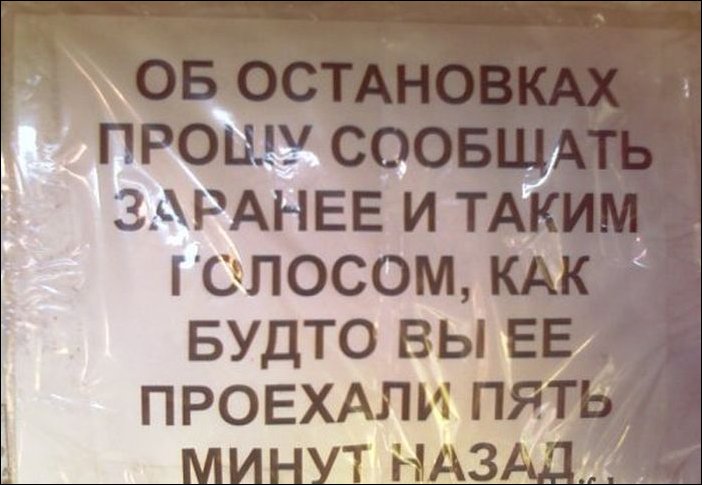 ОБ ОСТАНОВКАХ
ПРОШУ СООБЩАТЬ
ЗАРАНЕЕ И ТАКИМ
ГОЛОСОМ, КАК
БУДТО ВЫ ЕЕ
ПРОЕХАЛИ ПЯТЬ
МИНУТ НАЗАД